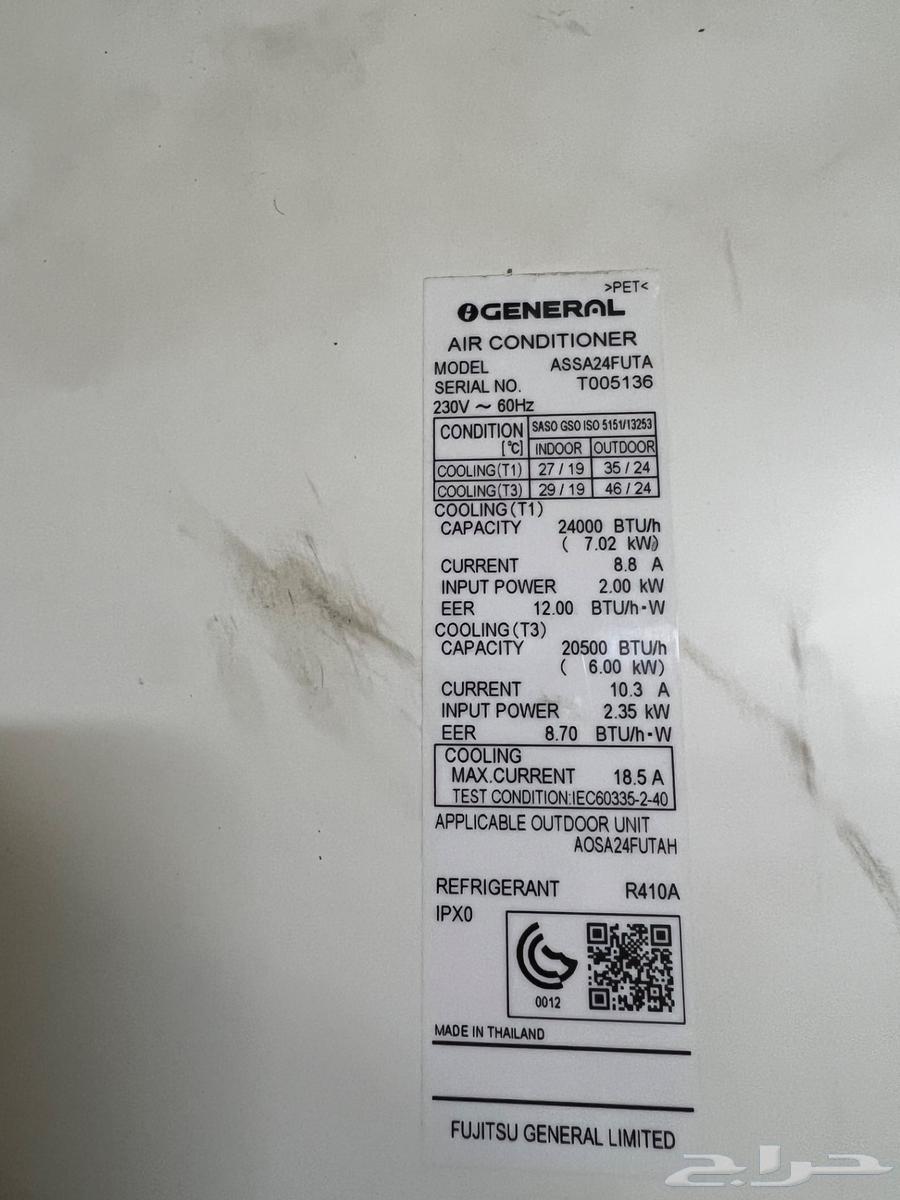 >PET<
GENERAL
AIR CONDITIONER
MODEL ASSA24FUTA
SERIAL NO. T005136
230V ~ 60Hz
CONDITION [℃] SASO GSO ISO 5151/13253
INDOOR OUTDOOR
COOLING(T1) 27 / 19 35 / 24
COOLING(T3) 29 / 19 46 / 24
COOLING(T1)
CAPACITY 24000 BTU/h
( 7.02 kW)
CURRENT 8.8 A
INPUT POWER 2.00 kW
EER 12.00 BTU/h·W
COOLING(T3)
CAPACITY 20500 BTU/h
( 6.00 kW)
CURRENT 10.3 A
INPUT POWER 2.35 kW
EER 8.70 BTU/h·W
COOLING
MAX.CURRENT 18.5 A
TEST CONDITION:IEC60335-2-40
APPLICABLE OUTDOOR UNIT
AOSA24FUTAH
REFRIGERANT R410A
IPX0
0012
MADE IN THAILAND
FUJITSU GENERAL LIMITED
حراج